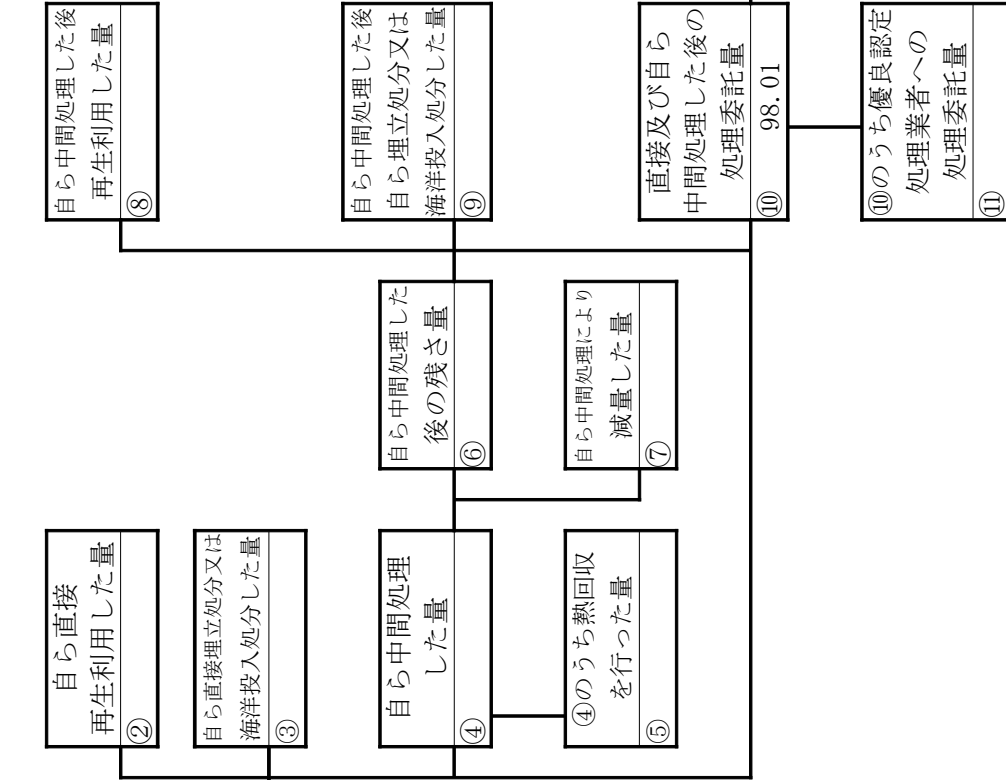 自ら直接
再生利用した量
②
自ら直接埋立処分又は
海洋投入処分した量
③
自ら中間処理
した量
④
④のうち熱回収
を行った量
⑤
自ら中間処理した
後の残さ量
⑥
自ら中間処理により
減量した量
⑦
自ら中間処理した後
再生利用した量
⑧
自ら中間処理した後
自ら埋立処分又は
海洋投入処分した量
⑨
直接及び自ら
中間処理した後の
処理委託量
⑩ 98.01
⑩のうち優良認定
処理業者への
処理委託量
⑪